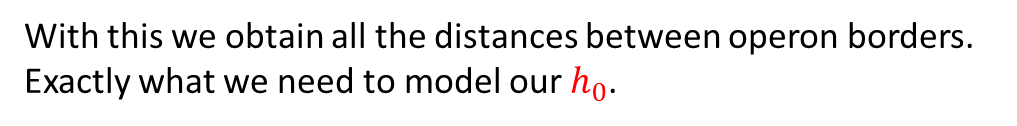 With this we obtain all the distances between operon borders.
Exactly what we need to model our h₀.